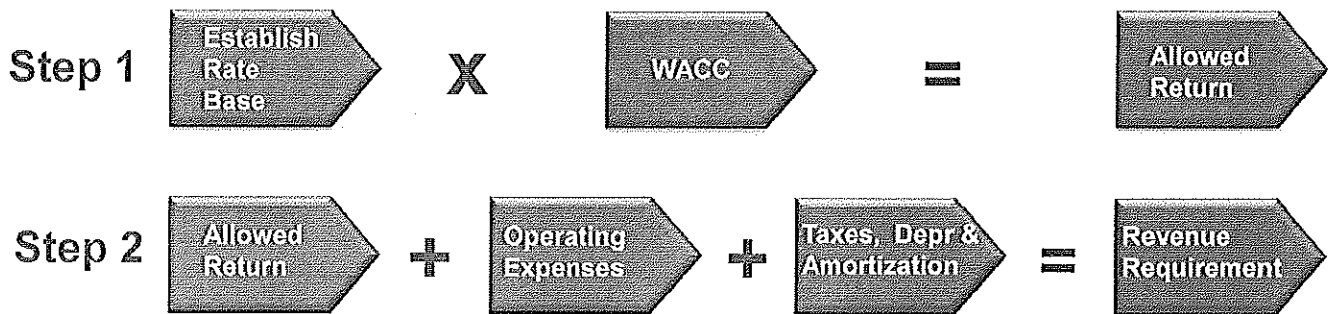 Step 1
Establish
Rate
Base
X
WACC
=
Allowed
Return
Step 2
Allowed
Return
+
Operating
Expenses
+
Taxes, Depr &
Amortization
=
Revenue
Requirement